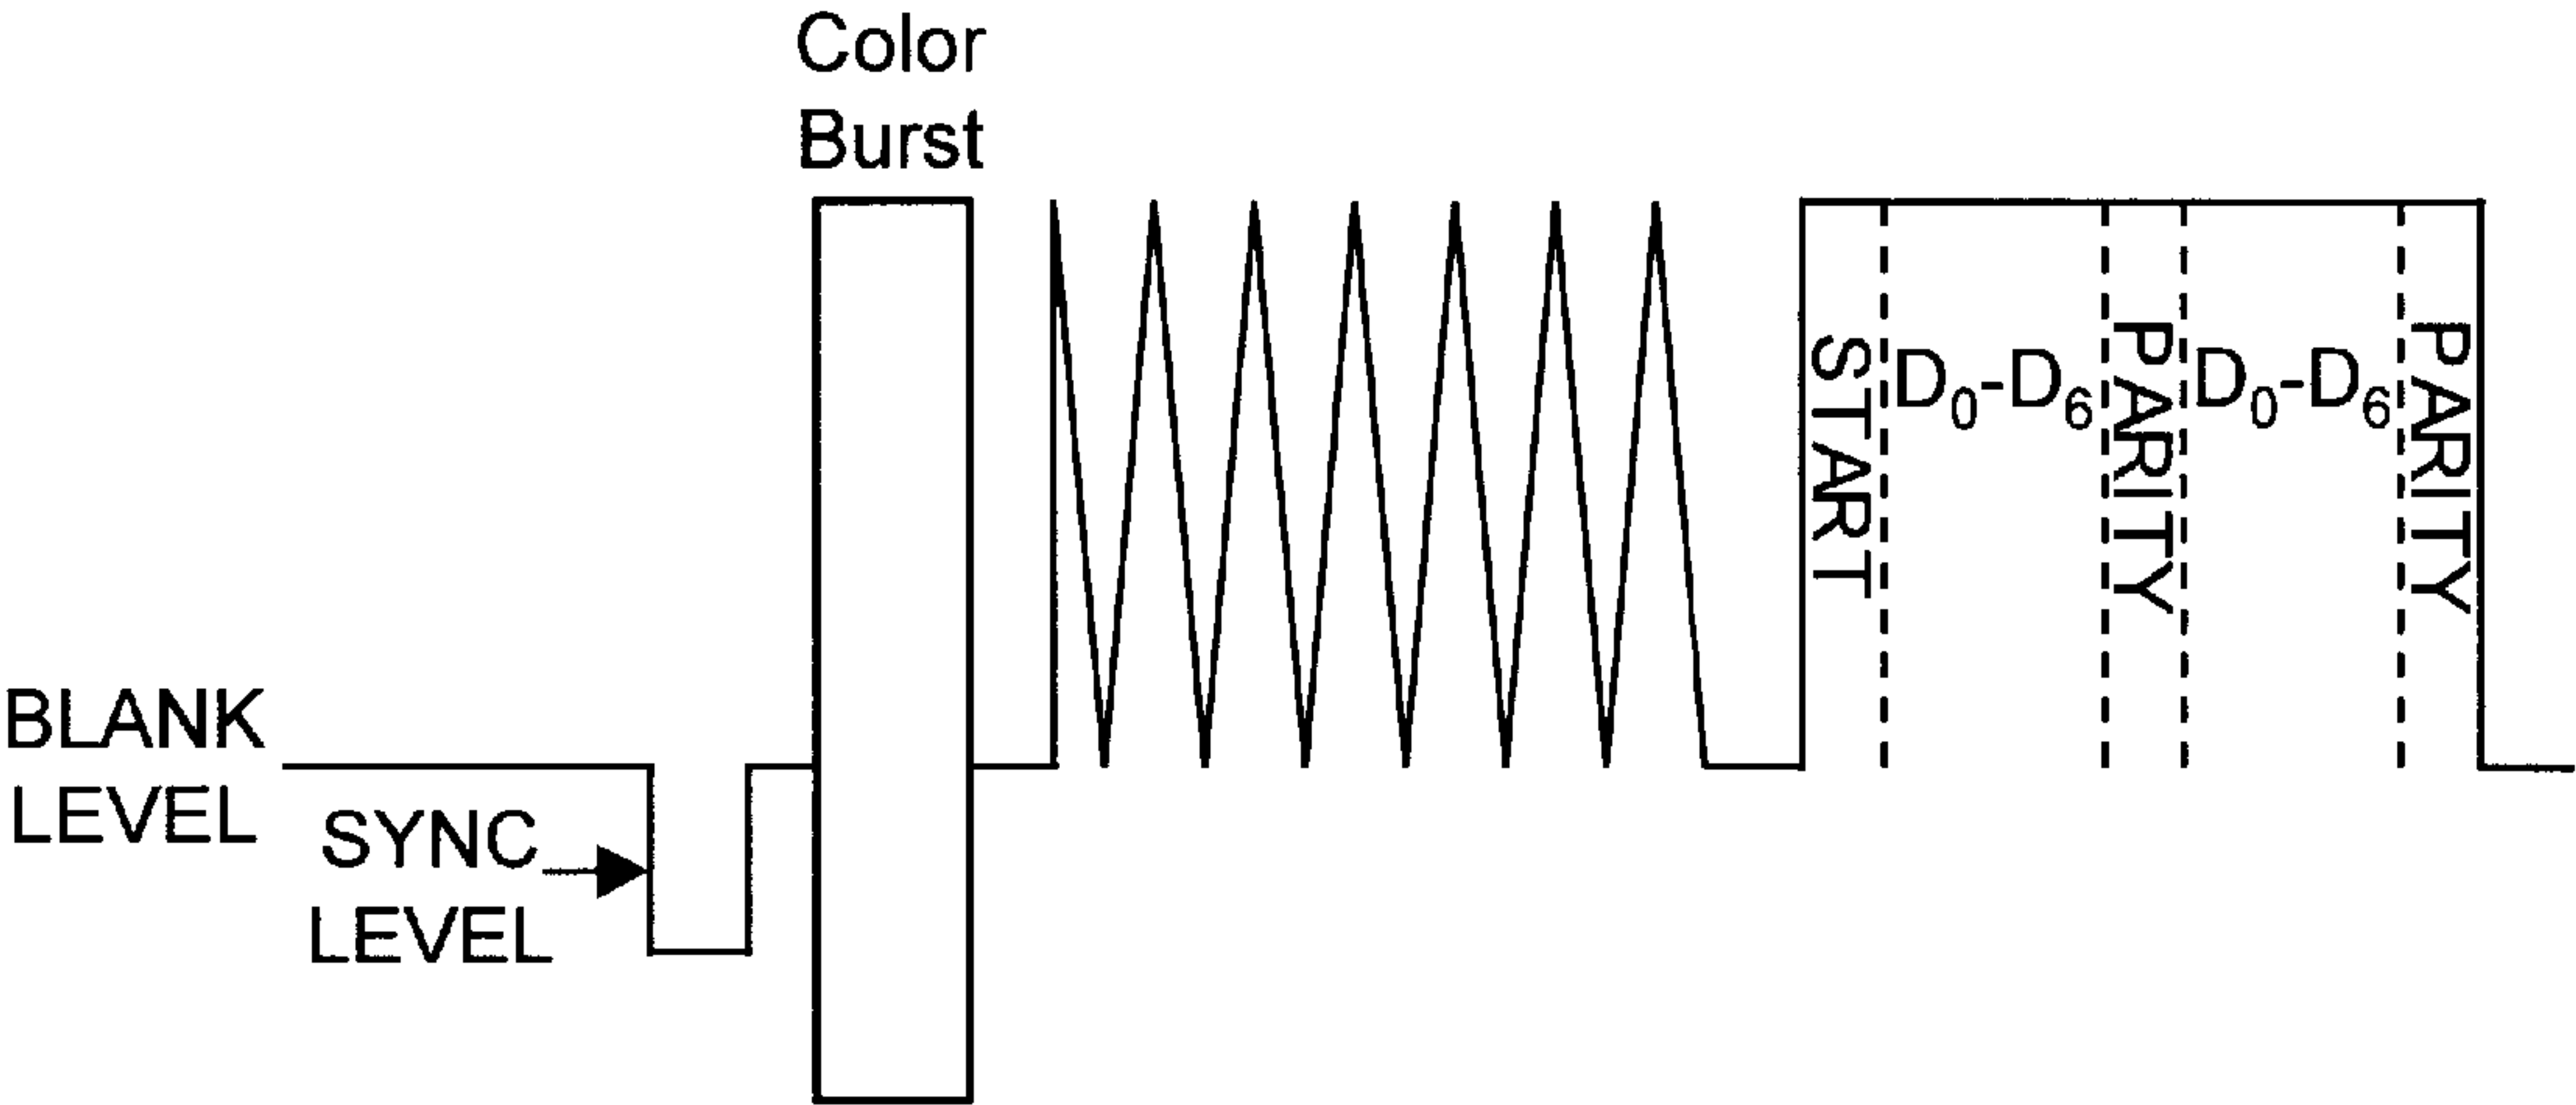 Color
Burst
START
D₀-D₆
PARITY
D₀-D₆
PARITY
BLANK
LEVEL
SYNC
LEVEL